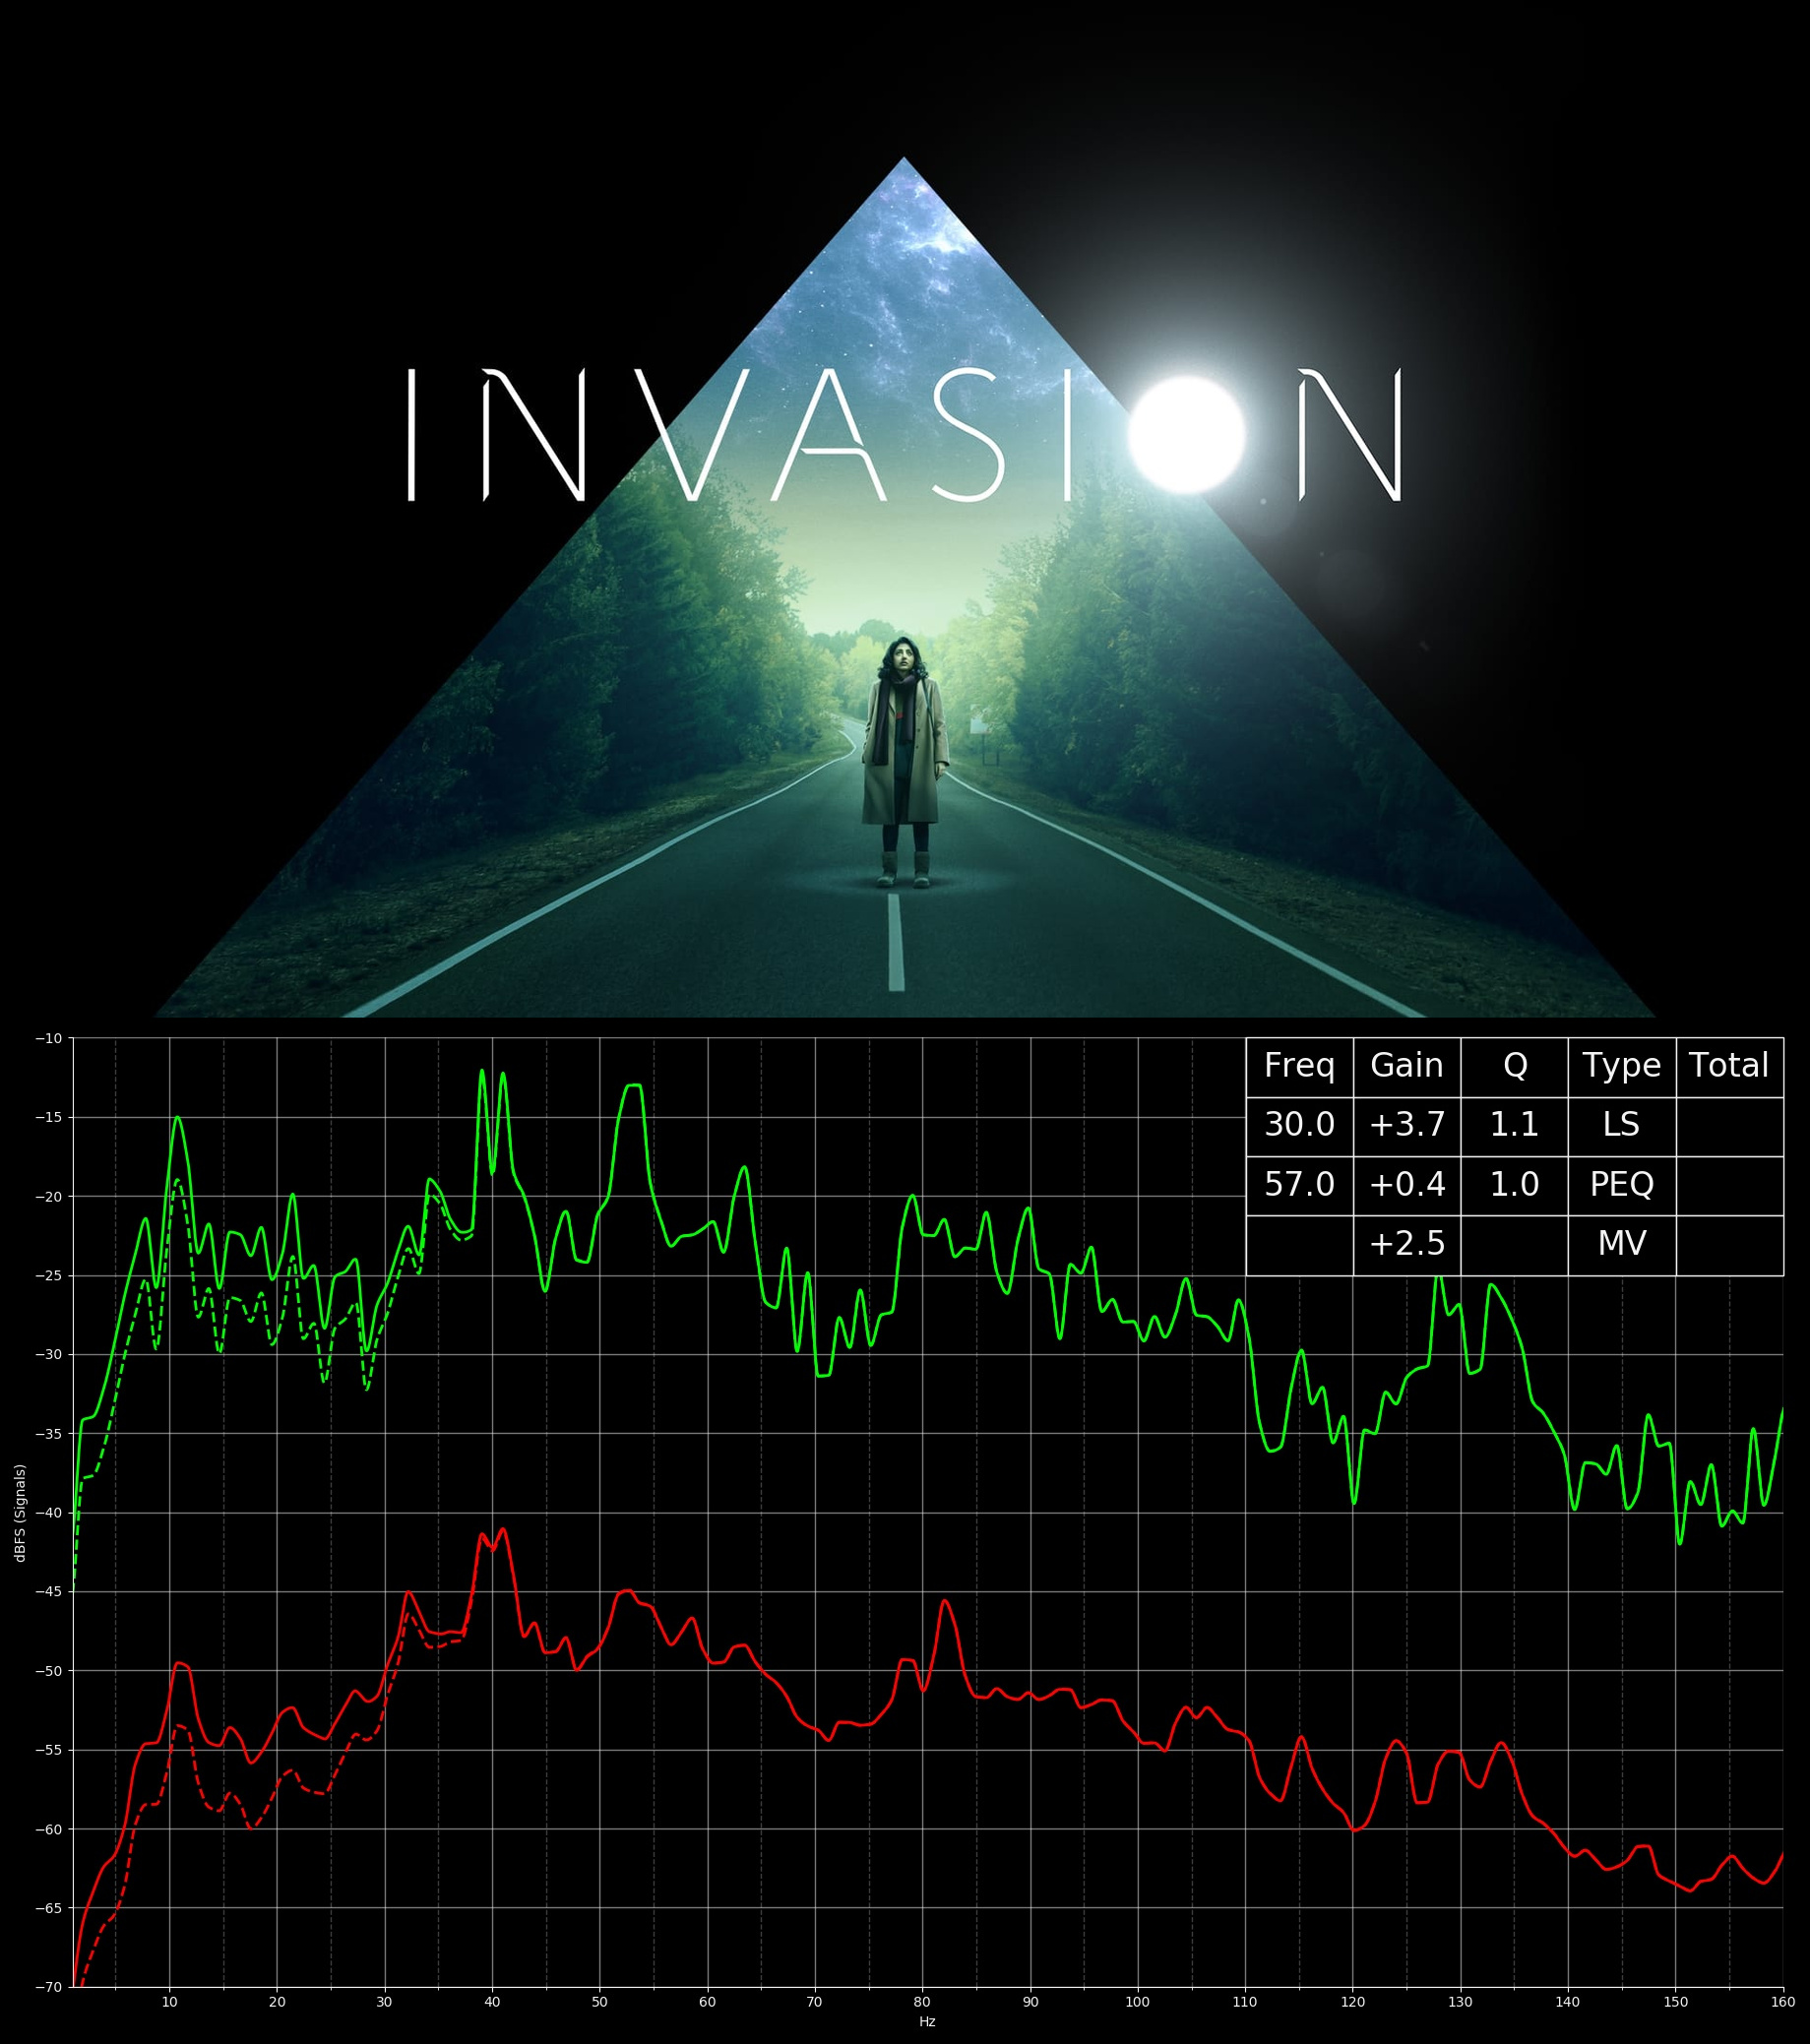 INVASION
Freq Gain Q Type Total
30.0 +3.7 1.1 LS
57.0 +0.4 1.0 PEQ
+2.5 MV
−10
−15
−20
−25
−30
−35
−40
−45
−50
−55
−60
−65
−70
dBFS (Signals)
10 20 30 40 50 60 70 80 90 100 110 120 130 140 150 160
Hz